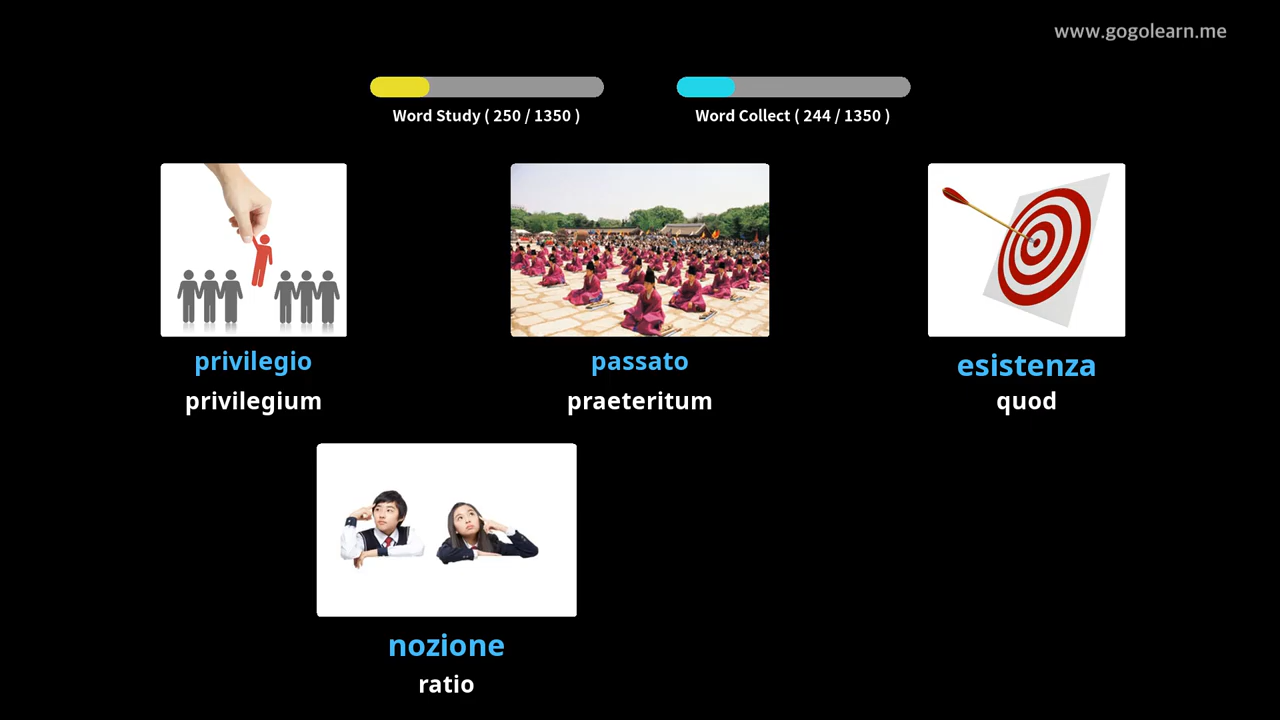 www.gogolearn.me
Word Study ( 250 / 1350 )
Word Collect ( 244 / 1350 )
privilegio
privilegium
passato
praeteritum
esistenza
quod
nozione
ratio